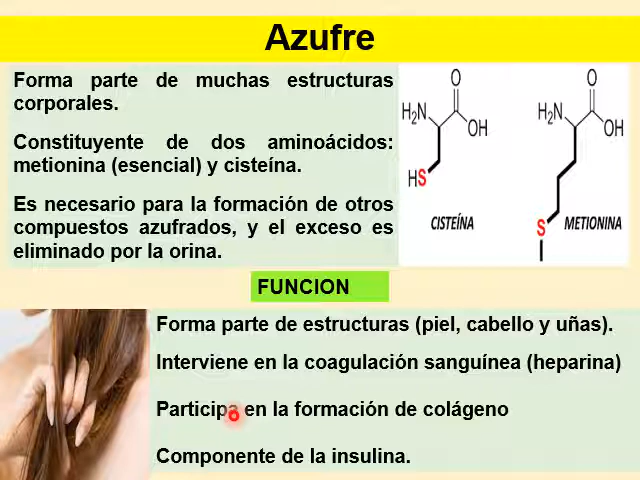 Azufre
Forma parte de muchas estructuras
corporales.
Constituyente de dos aminoácidos:
metionina (esencial) y cisteína.
Es necesario para la formación de otros
compuestos azufrados, y el exceso es
eliminado por la orina.
O
H₂N
OH
HS
CISTEÍNA
O
H₂N
OH
S
METIONINA
FUNCION
Forma parte de estructuras (piel, cabello y uñas).
Interviene en la coagulación sanguínea (heparina)
Participa en la formación de colágeno
Componente de la insulina.